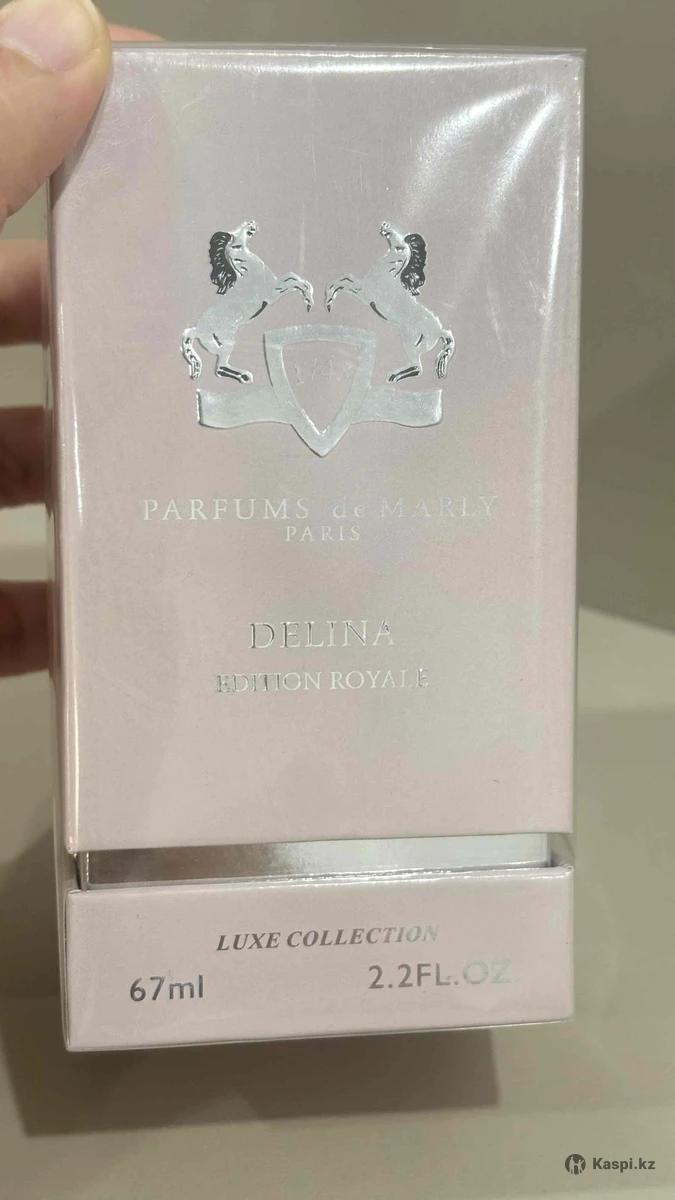 PARFUMS de MARLY
PARIS
DELINA
EDITION ROYALE
LUXE COLLECTION
67ml 2.2FL.OZ
Kaspi.kz